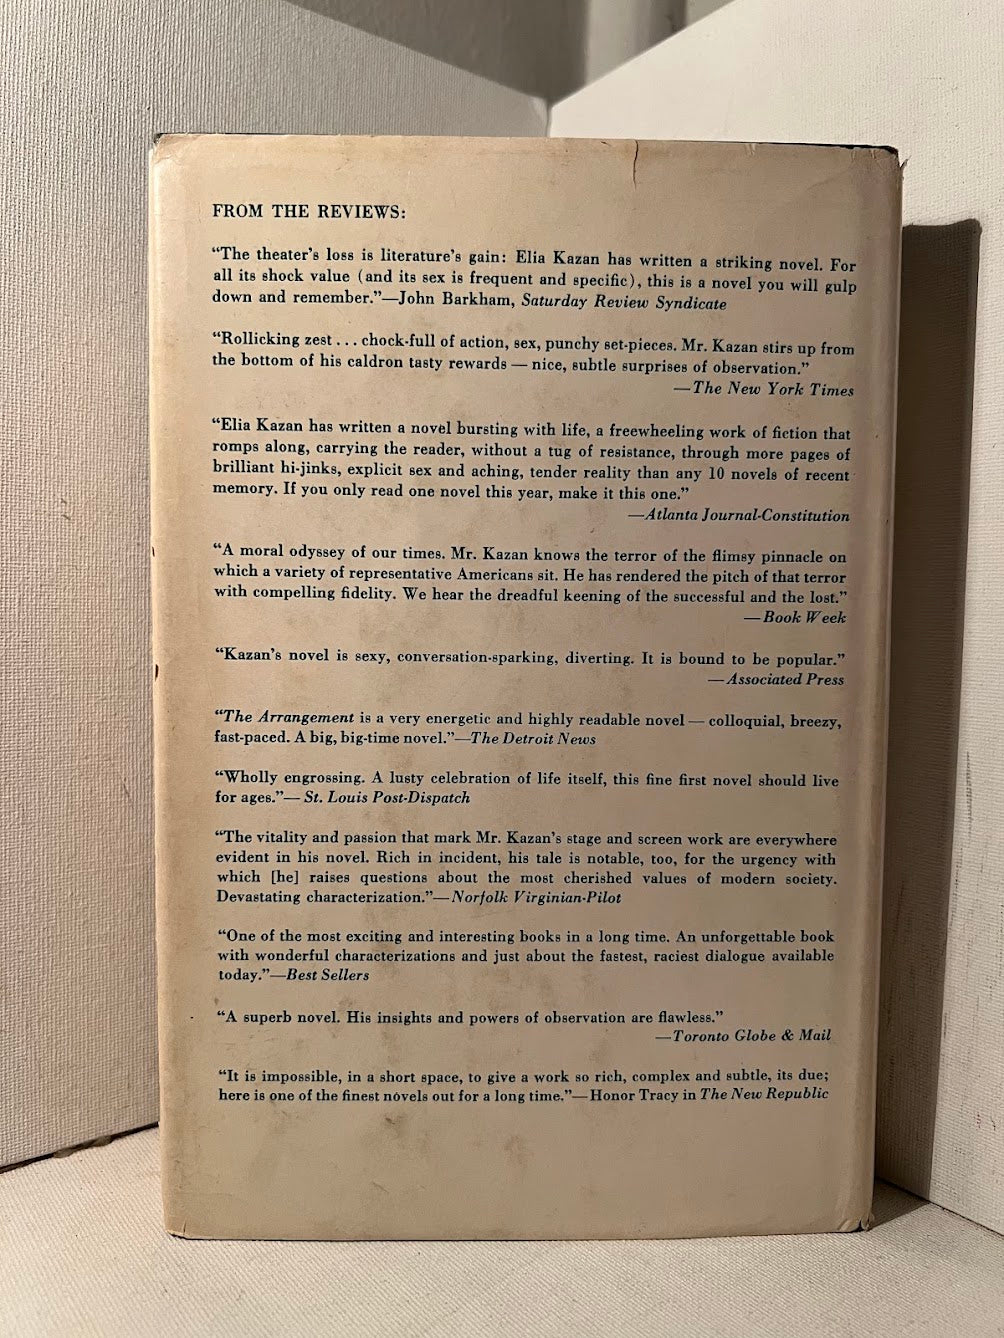 FROM THE REVIEWS:
“The theater’s loss is literature’s gain: Elia Kazan has written a striking novel. For
all its shock value (and its sex is frequent and specific), this is a novel you will gulp
down and remember.”—John Barkham, Saturday Review Syndicate
“Rollicking zest . . . chock-full of action, sex, punchy set-pieces. Mr. Kazan stirs up from
the bottom of his caldron tasty rewards — nice, subtle surprises of observation.”
—The New York Times
“Elia Kazan has written a novel bursting with life, a freewheeling work of fiction that
romps along, carrying the reader, without a tug of resistance, through more pages of
brilliant hi-jinks, explicit sex and aching, tender reality than any 10 novels of recent
memory. If you only read one novel this year, make it this one.”
—Atlanta Journal-Constitution
“A moral odyssey of our times. Mr. Kazan knows the terror of the flimsy pinnacle on
which a variety of representative Americans sit. He has rendered the pitch of that terror
with compelling fidelity. We hear the dreadful keening of the successful and the lost.”
—Book Week
“Kazan’s novel is sexy, conversation-sparking, diverting. It is bound to be popular.”
—Associated Press
“The Arrangement is a very energetic and highly readable novel — colloquial, breezy,
fast-paced. A big, big-time novel.”—The Detroit News
“Wholly engrossing. A lusty celebration of life itself, this fine first novel should live
for ages.”—St. Louis Post-Dispatch
“The vitality and passion that mark Mr. Kazan’s stage and screen work are everywhere
evident in his novel. Rich in incident, his tale is notable, too, for the urgency with
which [he] raises questions about the most cherished values of modern society.
Devastating characterization.”—Norfolk Virginian-Pilot
“One of the most exciting and interesting books in a long time. An unforgettable book
with wonderful characterizations and just about the fastest, raciest dialogue available
today.”—Best Sellers
“A superb novel. His insights and powers of observation are flawless.”
—Toronto Globe & Mail
“It is impossible, in a short space, to give a work so rich, complex and subtle, its due;
here is one of the finest novels out for a long time.”—Honor Tracy in The New Republic